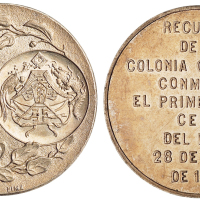 RECU
DE
COLONIA
CONM
EL PRIME
CE
DEL
28 DE
DE 1